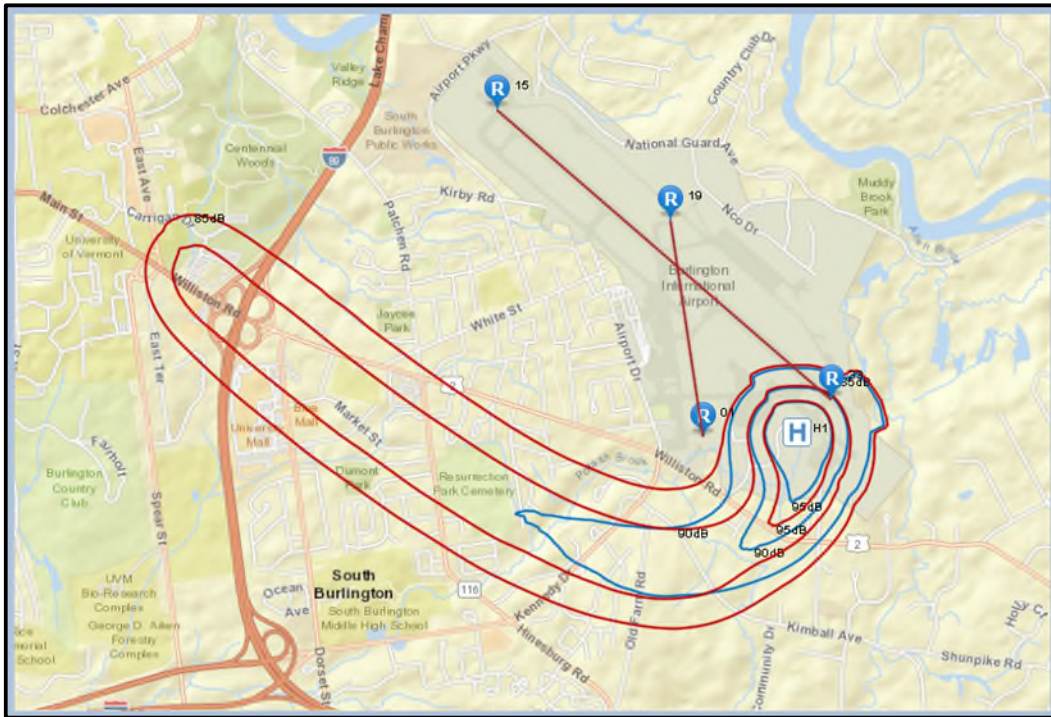 Lake Cham
Country Club Dr
Airport Pkwy
Valley
Ridge
R 15
Colchester Ave
South
Burlington
Public Works
Centennial
Woods
89
National Guard Ave
East Ave
Kirby Rd
R 19
Muddy
Brook
Park
Main St
Carrigan Dr
85dB
Nco Dr
Patchen Rd
University
of Vermont
Williston Rd
Burlington
International
Airport
Jaycee
Park
White St
Airport Dr
East Ter
2
R
85dB
Blue
Mall
Market St
R 01
H H1
University
Mall
Fairholt
Williston Rd
Potash Brook
Dumont
Park
Resurrection
Park Cemetery
Burlington
Country
Club
Spear St
95dB
90dB
95dB
90dB
2
South
Burlington
UVM
Bio-Research
Complex
Ocean
Ave
116
Kennedy Dr
Old Farm Rd
South Burlington
Middle High School
George D. Aiken
Forestry
Complex
Hinesburg Rd
Kimball Ave
Shunpike Rd
Dorset St
Community Dr